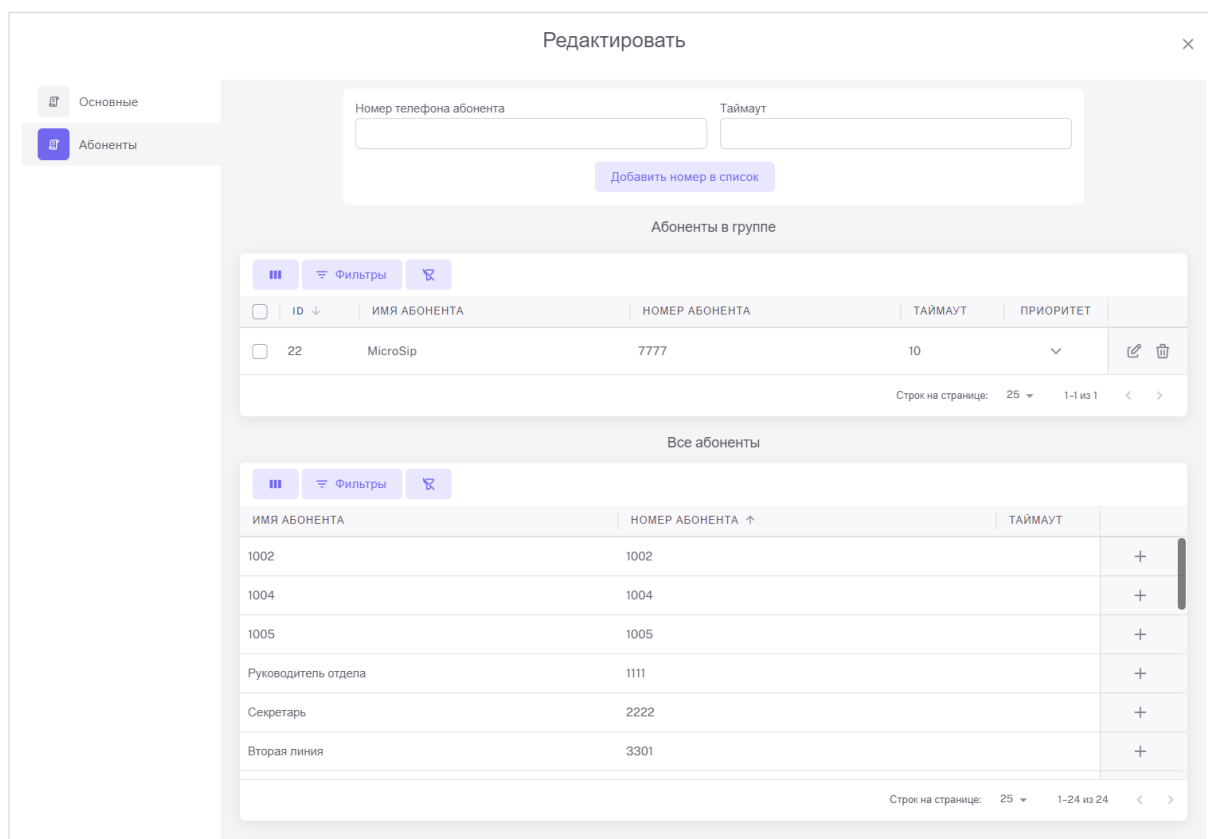 Редактировать
Основные
Абоненты
Номер телефона абонента Таймаут
Добавить номер в список
Абоненты в группе
Фильтры
ID ИМЯ АБОНЕНТА НОМЕР АБОНЕНТА ТАЙМАУТ ПРИОРИТЕТ
22 MicroSip 7777 10
Строк на странице: 25 1–1 из 1
Все абоненты
Фильтры
ИМЯ АБОНЕНТА НОМЕР АБОНЕНТА ТАЙМАУТ
1002 1002
1004 1004
1005 1005
Руководитель отдела 1111
Секретарь 2222
Вторая линия 3301
Строк на странице: 25 1–24 из 24